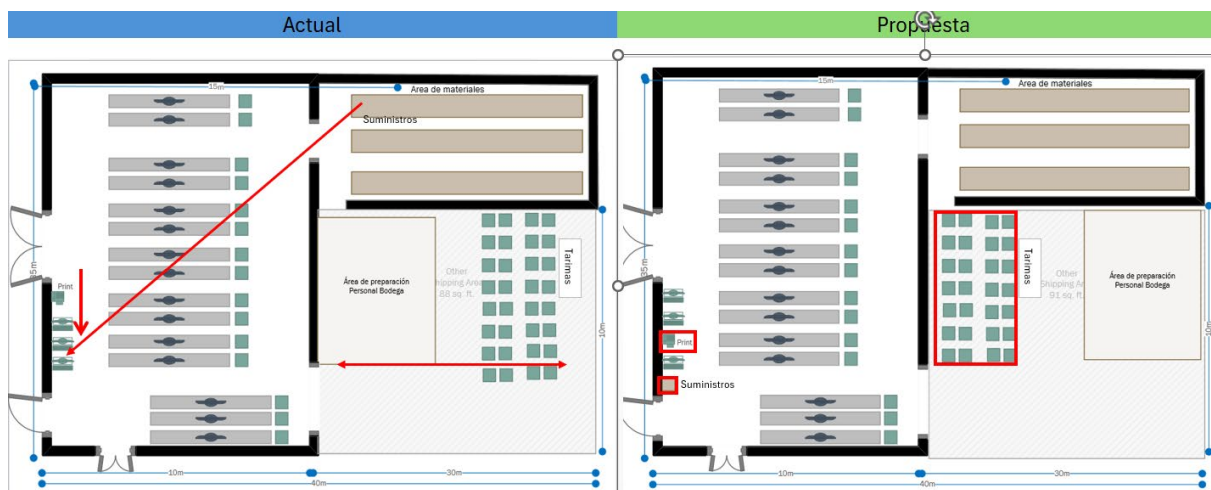 Actual
Propuesta
15m
Área de materiales
Suministros
35m
Print
Área de preparación
Personal Bodega
Other
Shipping Area
88 sq. ft.
Tarimas
10m
10m
30m
40m
15m
Área de materiales
35m
Print
Suministros
Tarimas
Other
Shipping Ar
91 sq. ft.
Área de preparación
Personal Bodega
10m
10m
30m
40m